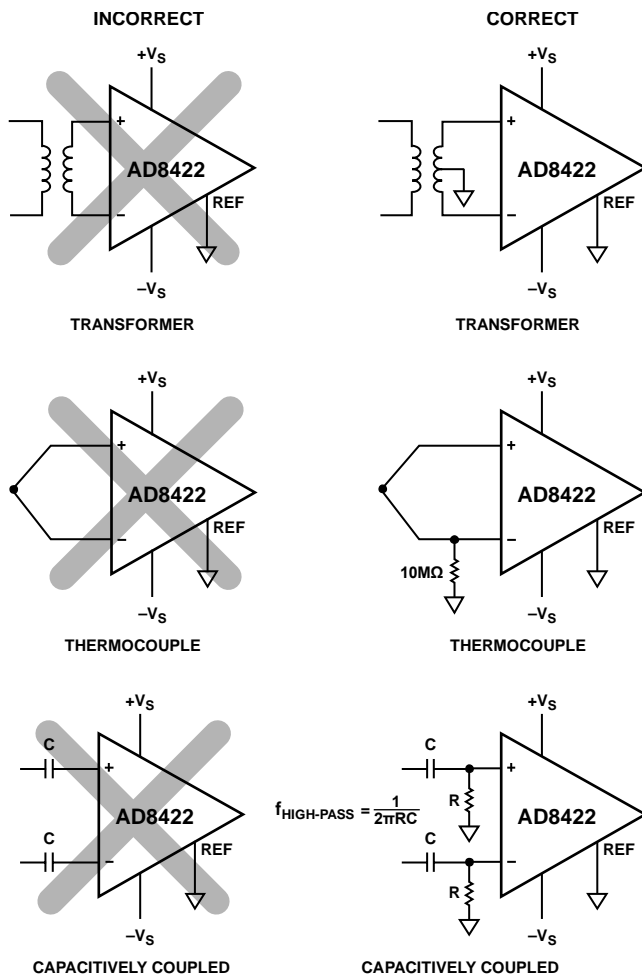 INCORRECT
CORRECT
+VS
+
AD8422
−
REF
−VS
TRANSFORMER
+VS
+
AD8422
−
REF
−VS
TRANSFORMER
+VS
+
AD8422
−
REF
−VS
THERMOCOUPLE
+VS
+
AD8422
−
REF
10MΩ
−VS
THERMOCOUPLE
+VS
C
+
AD8422
C
−
REF
−VS
CAPACITIVELY COUPLED
fHIGH-PASS = 1/2πRC
+VS
C
+
R
AD8422
C
−
REF
R
−VS
CAPACITIVELY COUPLED